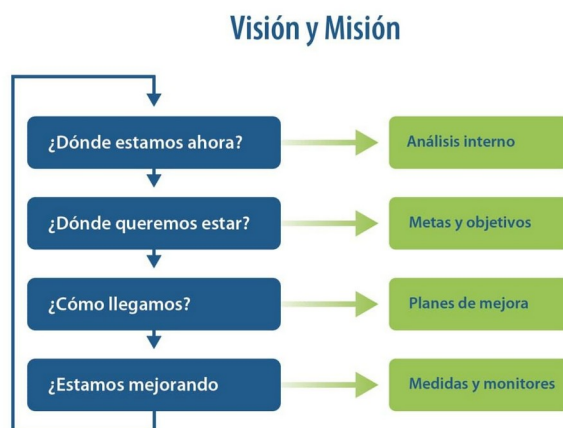 Visión y Misión
¿Dónde estamos ahora?
Análisis interno
¿Dónde queremos estar?
Metas y objetivos
¿Cómo llegamos?
Planes de mejora
¿Estamos mejorando
Medidas y monitores